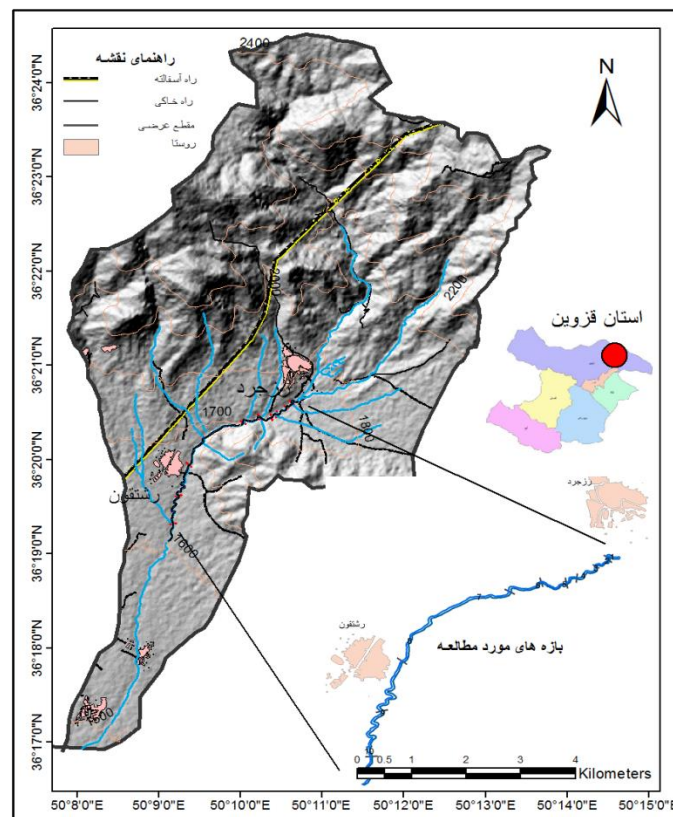 راهنمای نقشه
راه آسفالته
راه خاکی
مقطع عرضی
روستا
2400
N
36°24'0"N
36°23'0"N
36°22'0"N
36°21'0"N
36°20'0"N
36°19'0"N
36°18'0"N
36°17'0"N
2200
استان قزوین
1700
1800
رشتقون
1600
زرجرد
رشتقون
بازه های مورد مطالعه
0 0.5 1 2 3 4
Kilometers
50°8'0"E 50°9'0"E 50°10'0"E 50°11'0"E 50°12'0"E 50°13'0"E 50°14'0"E 50°15'0"E